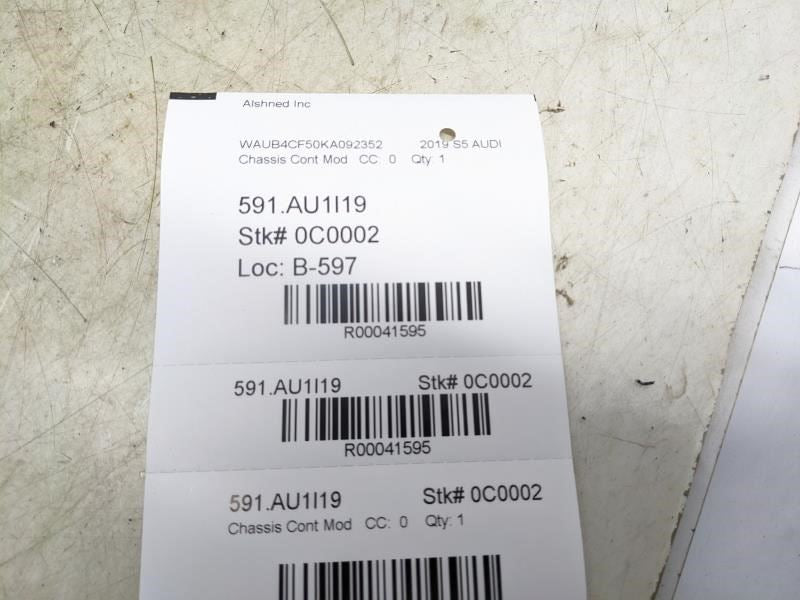 Alshned Inc
WAUB4CF50KA092352 2019 S5 AUDI
Chassis Cont Mod CC: 0 Qty: 1
591.AU1I19
Stk# 0C0002
Loc: B-597
R00041595
591.AU1I19 Stk# 0C0002
R00041595
591.AU1I19 Stk# 0C0002
Chassis Cont Mod CC: 0 Qty: 1